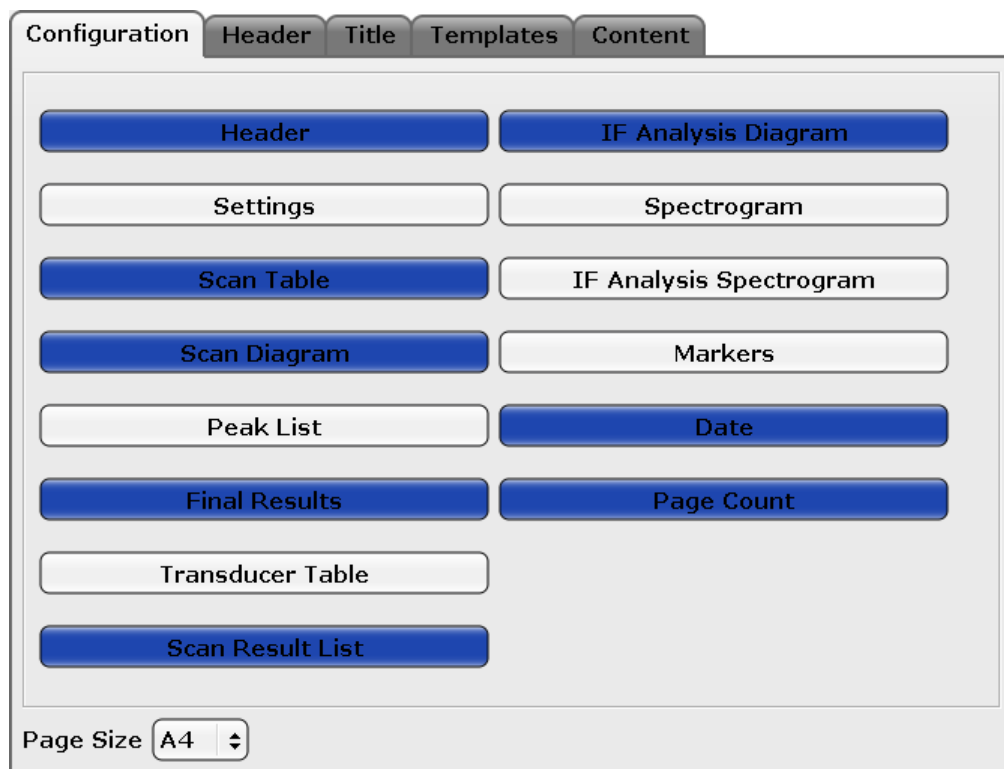 Configuration Header Title Templates Content
Header IF Analysis Diagram
Settings Spectrogram
Scan Table IF Analysis Spectrogram
Scan Diagram Markers
Peak List Date
Final Results Page Count
Transducer Table
Scan Result List
Page Size A4